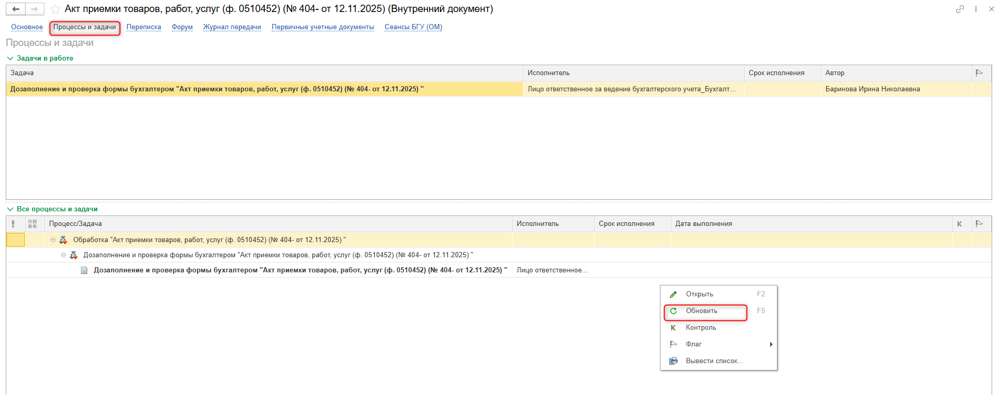 Акт приемки товаров, работ, услуг (ф. 0510452) (№ 404- от 12.11.2025) (Внутренний документ)
Основное Процессы и задачи Переписка Форум Журнал передачи Первичные учетные документы Сеансы БГУ (ОМ)
Процессы и задачи
Задачи в работе
Задача Исполнитель Срок исполнения Автор
Дозаполнение и проверка формы бухгалтером "Акт приемки товаров, работ, услуг (ф. 0510452) (№ 404- от 12.11.2025) " Лицо ответственное за ведение бухгалтерского учета_Бухгалт... Баринова Ирина Николаевна
Все процессы и задачи
Процесс/Задача Исполнитель Срок исполнения Дата выполнения К
Обработка "Акт приемки товаров, работ, услуг (ф. 0510452) (№ 404- от 12.11.2025) "
Дозаполнение и проверка формы бухгалтером "Акт приемки товаров, работ, услуг (ф. 0510452) (№ 404- от 12.11.2025) "
Дозаполнение и проверка формы бухгалтером "Акт приемки товаров, работ, услуг (ф. 0510452) (№ 404- от 12.11.2025) " Лицо ответственное...
Открыть F2
Обновить F5
К Контроль
Флаг
Вывести список...